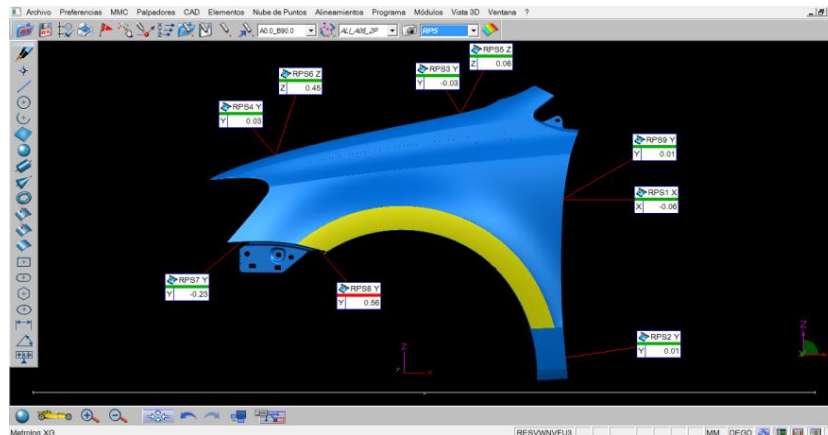 Archivo Preferencias MMC Palpadores CAD Elementos Nube de Puntos Alineamientos Programa Módulos Vista 3D Ventana ?
A0.0_B90.0 ALI_A06_2P RPS
RPS5 Z
Z 0.06
RPS3 Y
Y -0.03
RPS6 Z
Z 0.45
RPS4 Y
Y 0.03
RPS9 Y
Y 0.01
RPS1 X
X -0.06
RPS7 Y
Y -0.23
RPS8 Y
Y 0.56
RPS2 Y
Y 0.01
Z
X
Z
Metrolog XG MM DEGD